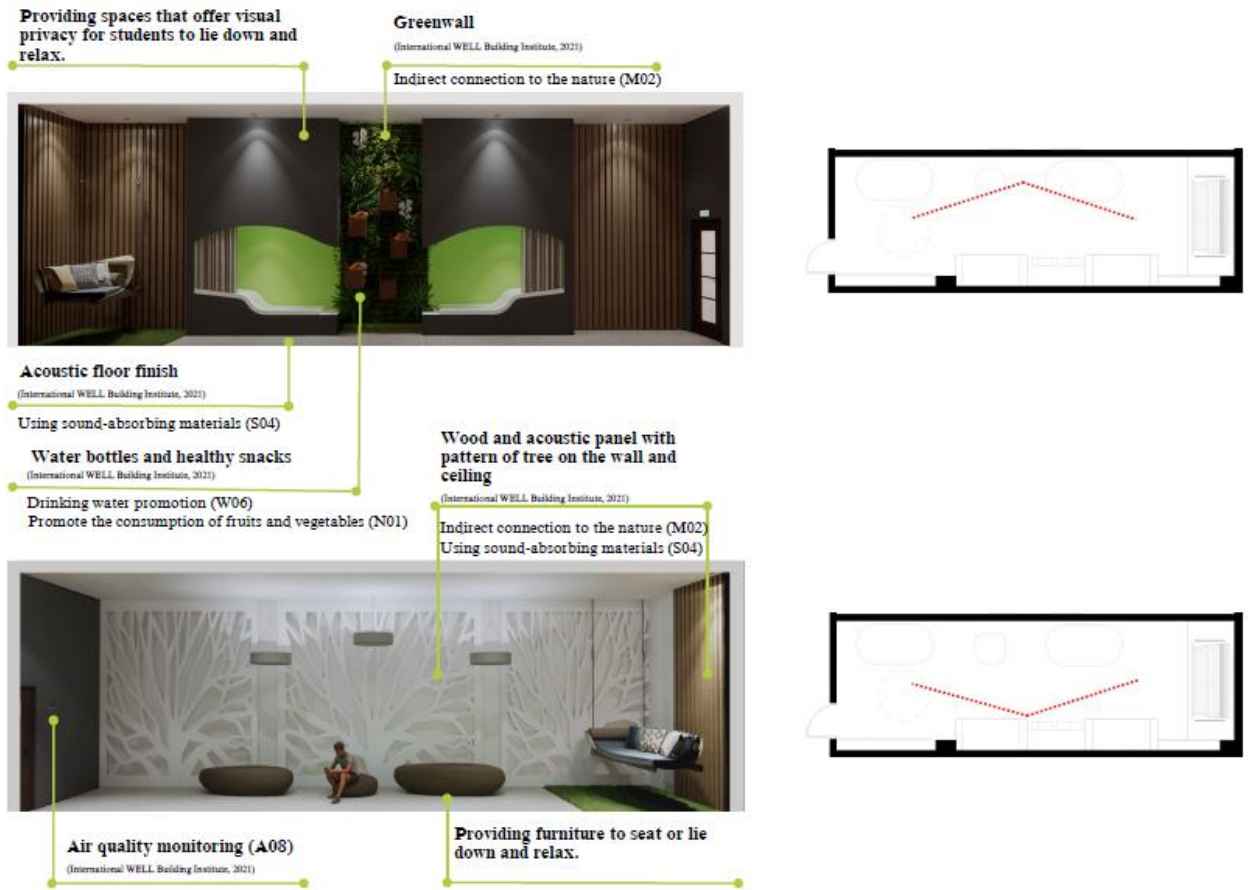 Providing spaces that offer visual
privacy for students to lie down and
relax.
Greenwall
(International WELL Building Institute, 2021)
Indirect connection to the nature (M02)
Acoustic floor finish
(International WELL Building Institute, 2021)
Using sound-absorbing materials (S04)
Water bottles and healthy snacks
(International WELL Building Institute, 2021)
Drinking water promotion (W06)
Promote the consumption of fruits and vegetables (N01)
Wood and acoustic panel with
pattern of tree on the wall and
ceiling
(International WELL Building Institute, 2021)
Indirect connection to the nature (M02)
Using sound-absorbing materials (S04)
Air quality monitoring (A08)
(International WELL Building Institute, 2021)
Providing furniture to seat or lie
down and relax.